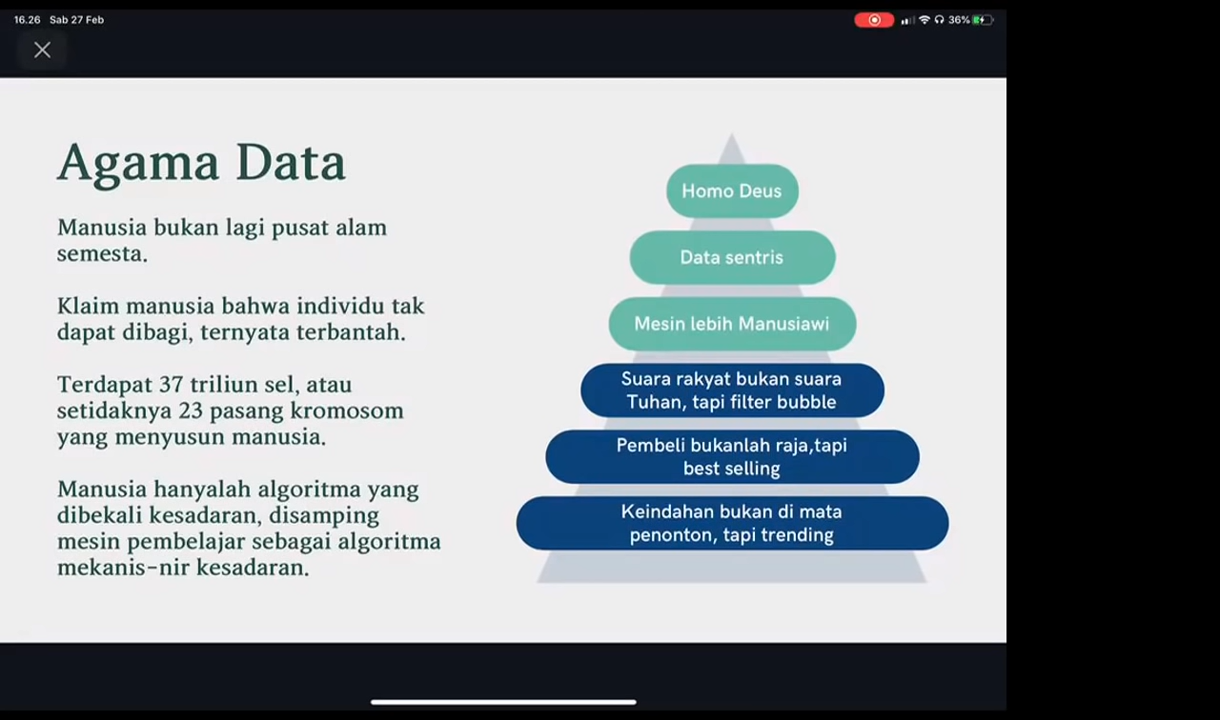 16.26 Sab 27 Feb
36%
Agama Data
Manusia bukan lagi pusat alam
semesta.
Klaim manusia bahwa individu tak
dapat dibagi, ternyata terbantah.
Terdapat 37 triliun sel, atau
setidaknya 23 pasang kromosom
yang menyusun manusia.
Manusia hanyalah algoritma yang
dibekali kesadaran, disamping
mesin pembelajar sebagai algoritma
mekanis-nir kesadaran.
Homo Deus
Data sentris
Mesin lebih Manusiawi
Suara rakyat bukan suara
Tuhan, tapi filter bubble
Pembeli bukanlah raja,tapi
best selling
Keindahan bukan di mata
penonton, tapi trending